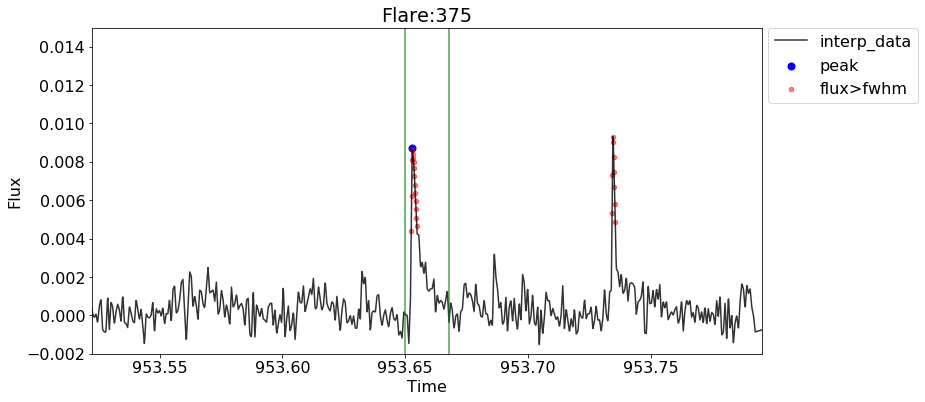 Flare:375
0.014
0.012
0.010
0.008
0.006
0.004
0.002
0.000
−0.002
Flux
953.55 953.60 953.65 953.70 953.75
Time
interp_data
peak
flux>fwhm